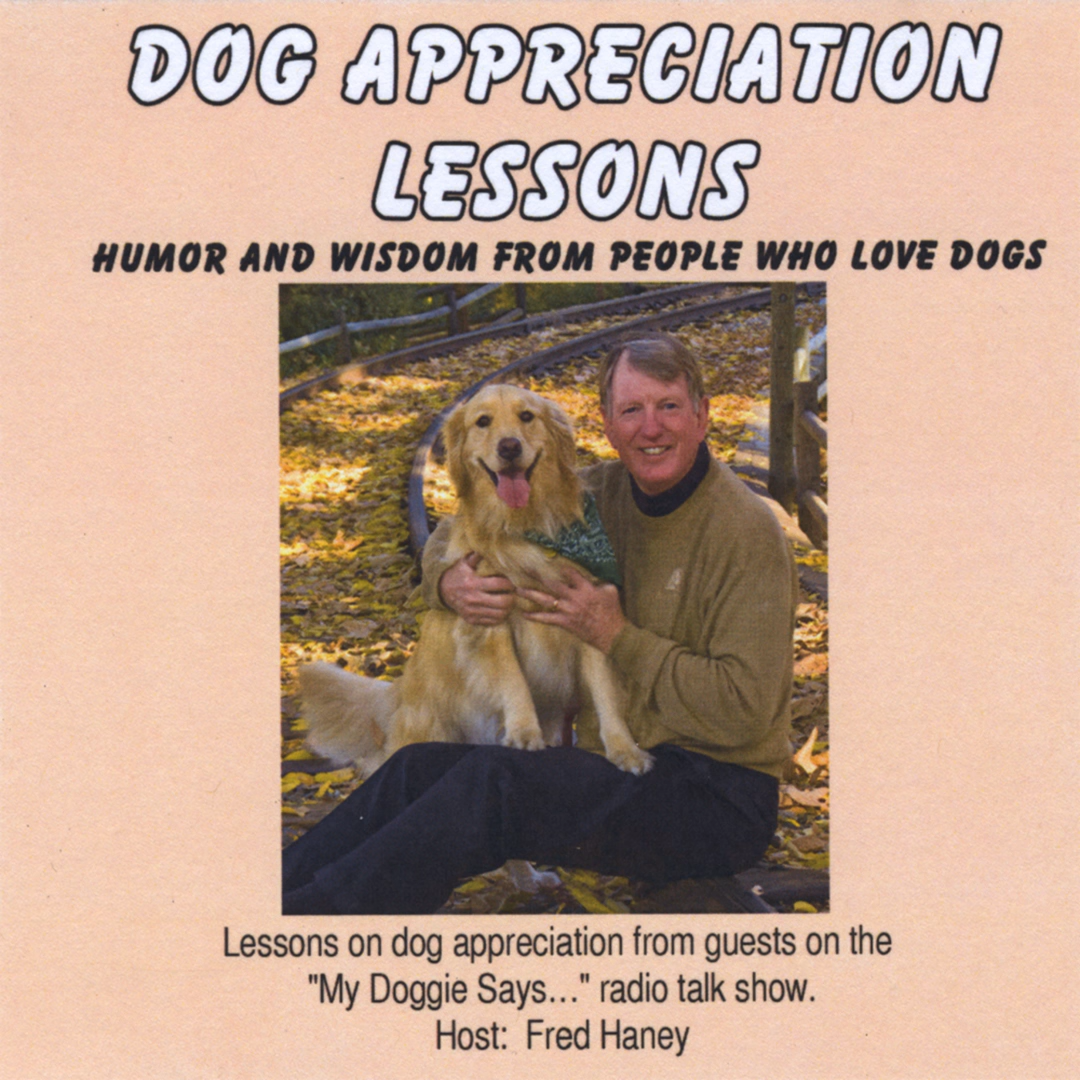 DOG APPRECIATION
LESSONS
HUMOR AND WISDOM FROM PEOPLE WHO LOVE DOGS
Lessons on dog appreciation from guests on the
"My Doggie Says..." radio talk show.
Host: Fred Haney